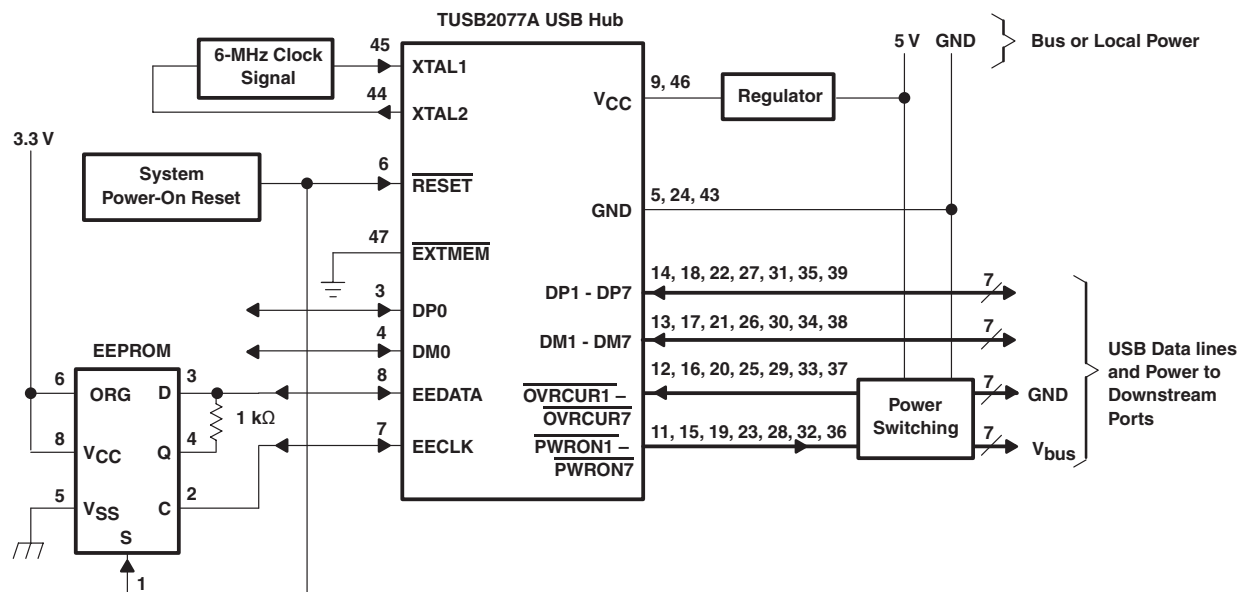 TUSB2077A USB Hub
6-MHz Clock
Signal
45
XTAL1
44
XTAL2
3.3 V
System
Power-On Reset
6
RESET
47
EXTMEM
3
DP0
4
DM0
8
EEDATA
7
EECLK
EEPROM
6
ORG
D
3
1 kΩ
8
VCC
Q
4
5
VSS
C
2
S
1
VCC
9, 46
Regulator
5 V
GND
Bus or Local Power
GND
5, 24, 43
DP1 - DP7
14, 18, 22, 27, 31, 35, 39
7
DM1 - DM7
13, 17, 21, 26, 30, 34, 38
7
OVRCUR1 –
OVRCUR7
12, 16, 20, 25, 29, 33, 37
PWRON1 –
PWRON7
11, 15, 19, 23, 28, 32, 36
Power
Switching
7
GND
7
Vbus
USB Data lines
and Power to
Downstream
Ports